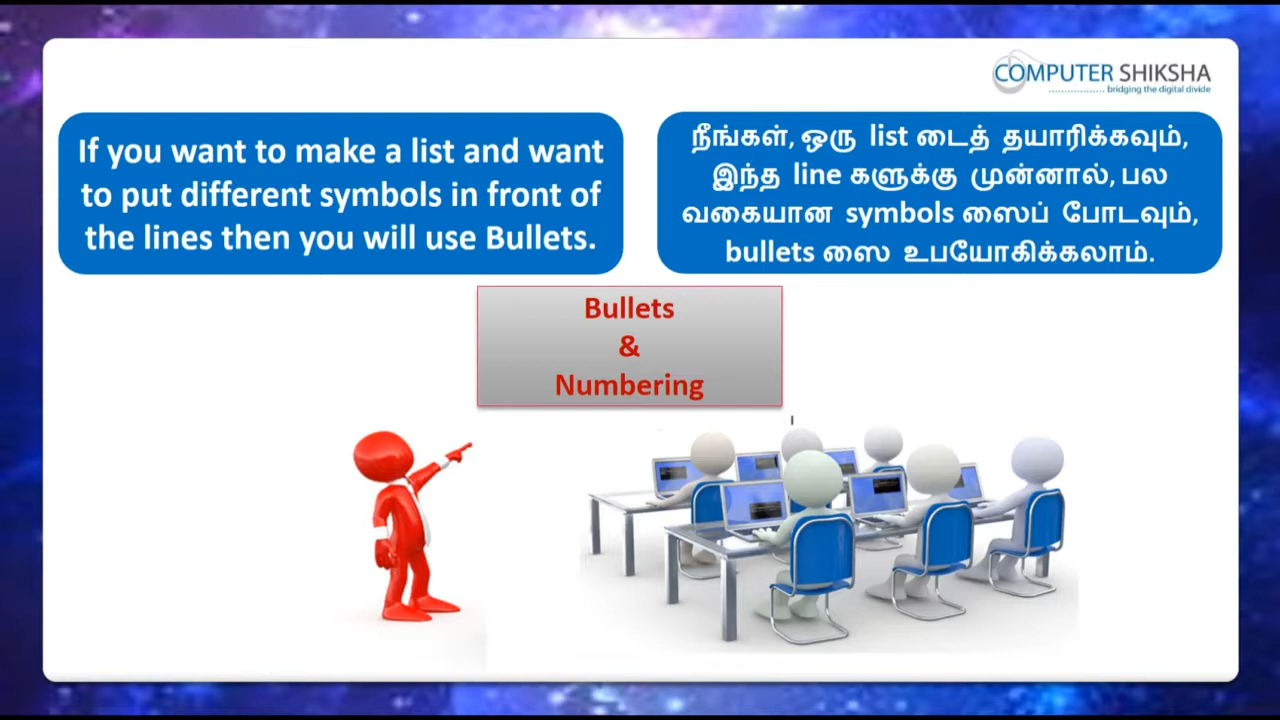 COMPUTER SHIKSHA
bridging the digital divide
If you want to make a list and want
to put different symbols in front of
the lines then you will use Bullets.
நீங்கள், ஒரு list டைத் தயாரிக்கவும்,
இந்த line களுக்கு முன்னால், பல
வகையான symbols ஸைப் போடவும்,
bullets ஸை உபயோகிக்கலாம்.
Bullets
&
Numbering